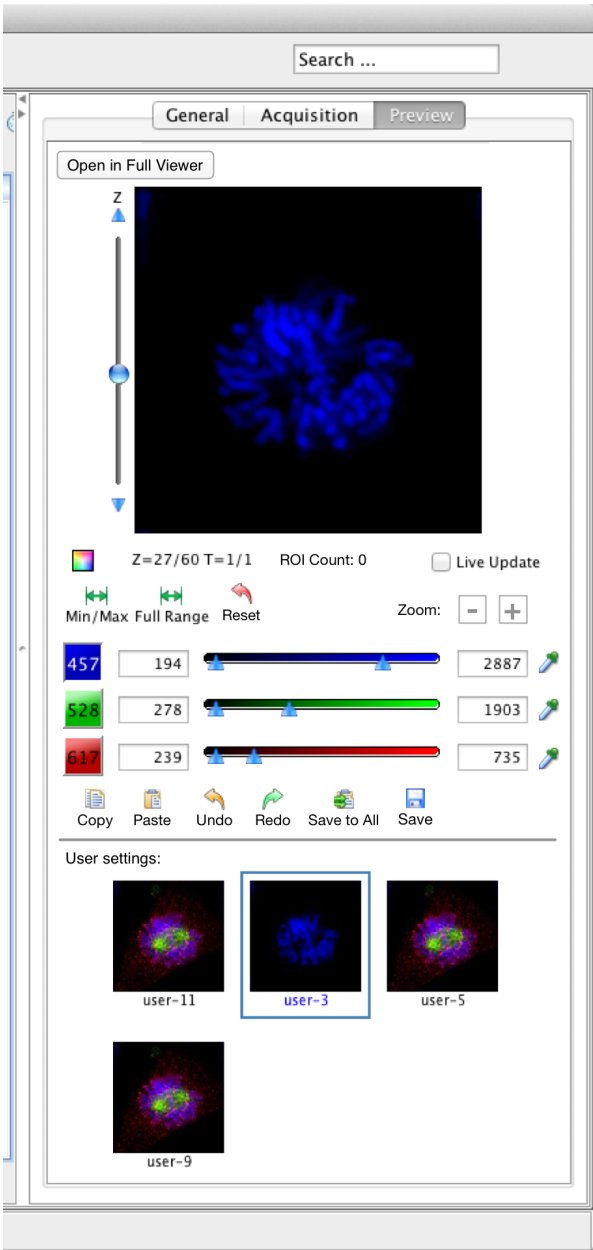 Search ...
General Acquisition Preview
Open in Full Viewer
Z
Z=27/60 T=1/1 ROI Count: 0 Live Update
Min/Max Full Range Reset Zoom: - +
457 194 2887
528 278 1903
617 239 735
Copy Paste Undo Redo Save to All Save
User settings:
user-11 user-3 user-5
user-9